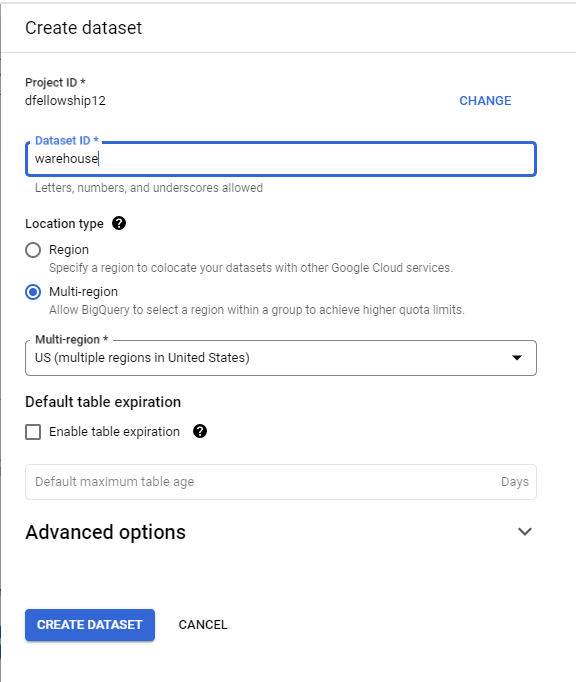 Create dataset
Project ID *
dfellowship12
CHANGE
Dataset ID *
warehouse
Letters, numbers, and underscores allowed
Location type ?
Region
Specify a region to colocate your datasets with other Google Cloud services.
Multi-region
Allow BigQuery to select a region within a group to achieve higher quota limits.
Multi-region *
US (multiple regions in United States)
Default table expiration
Enable table expiration ?
Default maximum table age Days
Advanced options
CREATE DATASET CANCEL